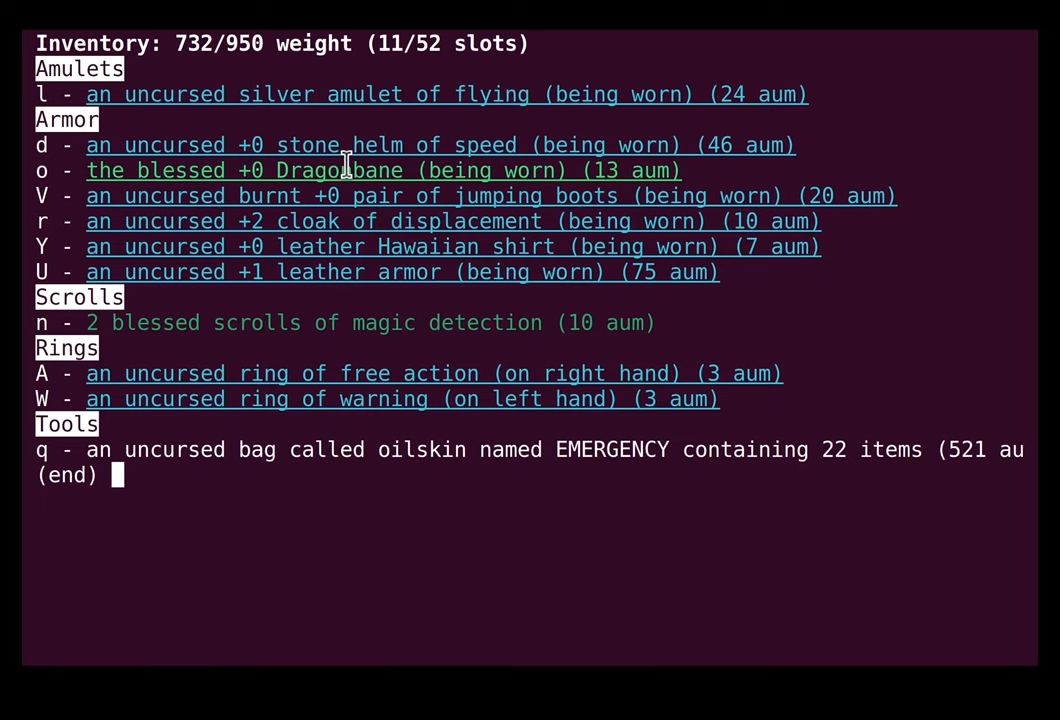 Inventory: 732/950 weight (11/52 slots)
Amulets
l - an uncursed silver amulet of flying (being worn) (24 aum)
Armor
d - an uncursed +0 stone helm of speed (being worn) (46 aum)
o - the blessed +0 Dragonbane (being worn) (13 aum)
V - an uncursed burnt +0 pair of jumping boots (being worn) (20 aum)
r - an uncursed +2 cloak of displacement (being worn) (10 aum)
Y - an uncursed +0 leather Hawaiian shirt (being worn) (7 aum)
U - an uncursed +1 leather armor (being worn) (75 aum)
Scrolls
n - 2 blessed scrolls of magic detection (10 aum)
Rings
A - an uncursed ring of free action (on right hand) (3 aum)
W - an uncursed ring of warning (on left hand) (3 aum)
Tools
q - an uncursed bag called oilskin named EMERGENCY containing 22 items (521 au
(end)